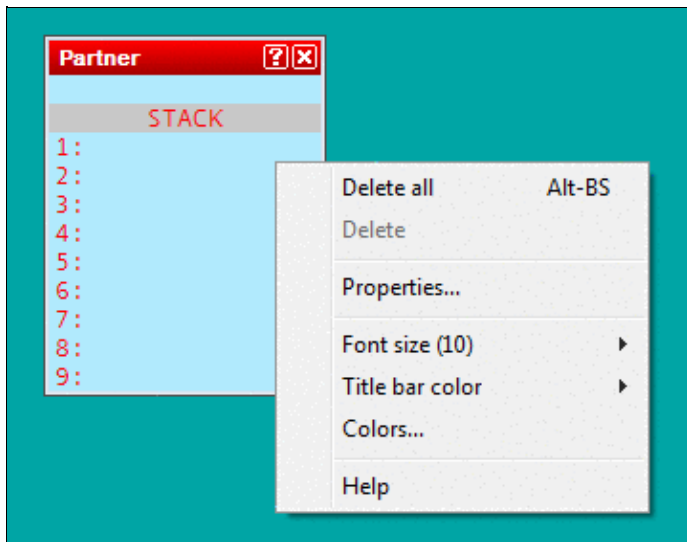 Partner
STACK
1:
2:
3:
4:
5:
6:
7:
8:
9:
Delete all Alt-BS
Delete
Properties...
Font size (10)
Title bar color
Colors...
Help